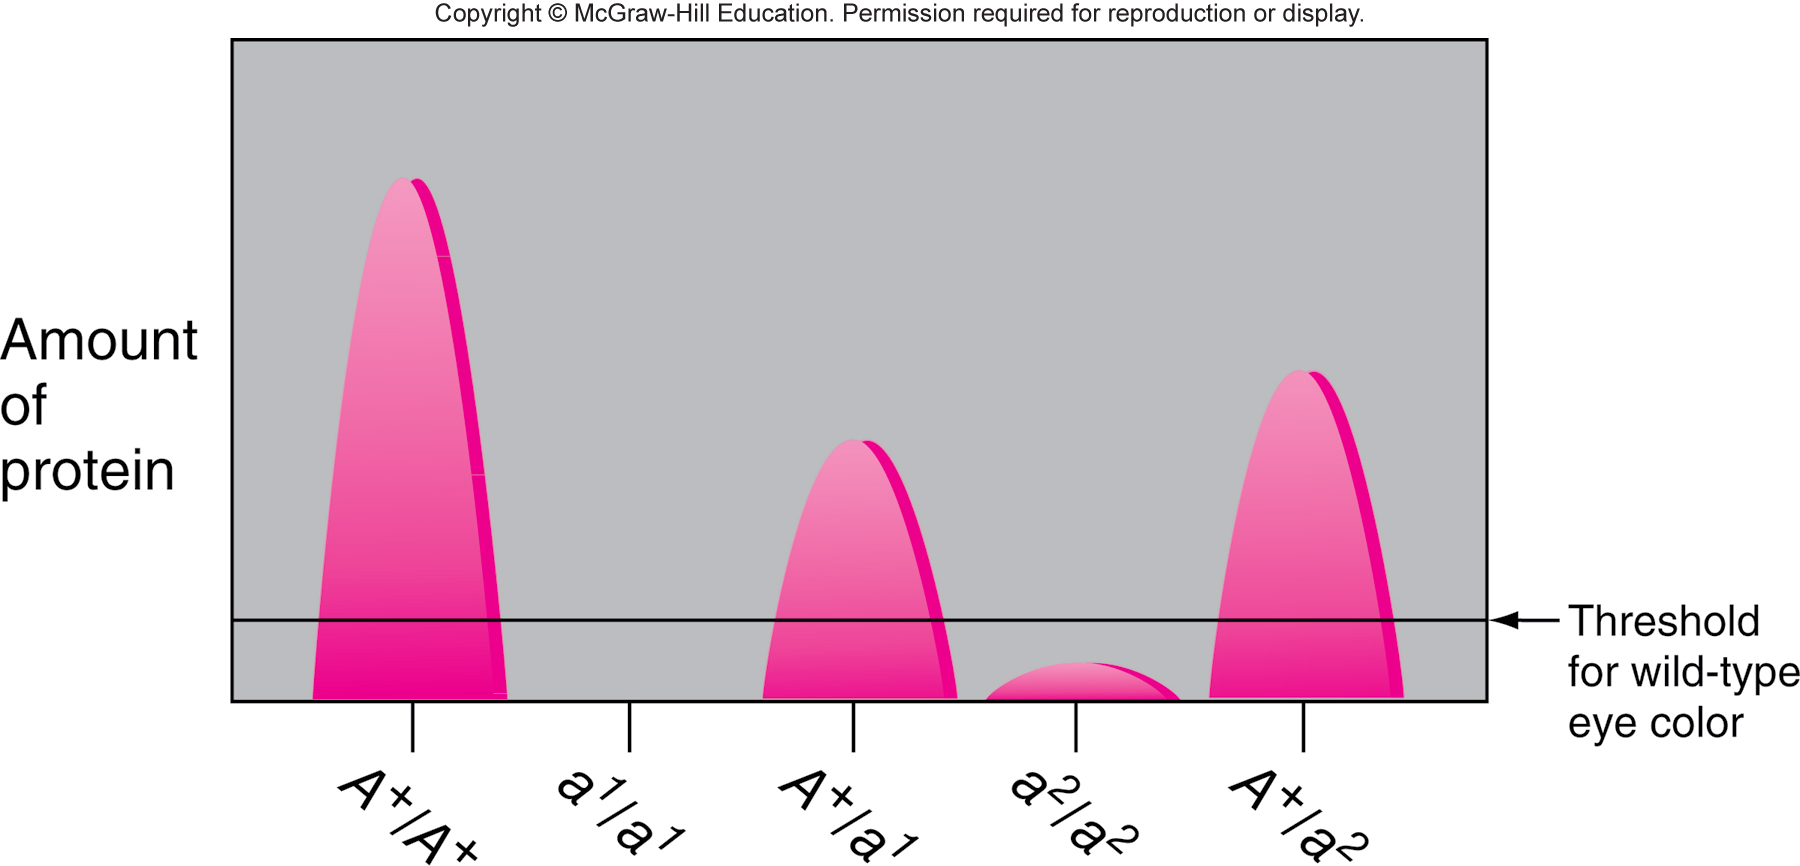 Copyright © McGraw-Hill Education. Permission required for reproduction or display.
Amount
of
protein
Threshold
for wild-type
eye color
A⁺/A⁺
a¹/a¹
A⁺/a¹
a²/a²
A⁺/a²